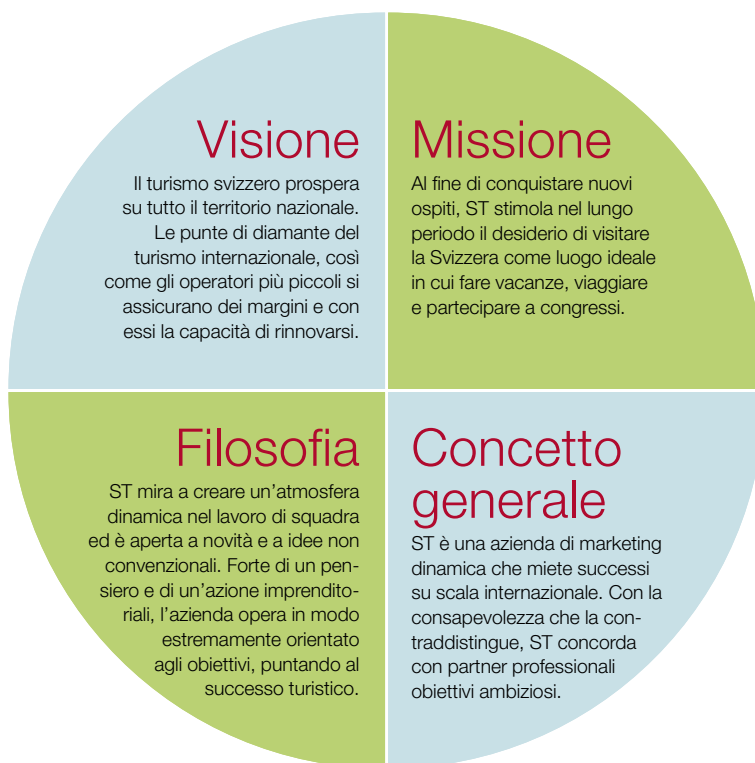 Visione
Il turismo svizzero prospera
su tutto il territorio nazionale.
Le punte di diamante del
turismo internazionale, così
come gli operatori più piccoli si
assicurano dei margini e con
essi la capacità di rinnovarsi.
Missione
Al fine di conquistare nuovi
ospiti, ST stimola nel lungo
periodo il desiderio di visitare
la Svizzera come luogo ideale
in cui fare vacanze, viaggiare
e partecipare a congressi.
Filosofia
ST mira a creare un’atmosfera
dinamica nel lavoro di squadra
ed è aperta a novità e a idee non
convenzionali. Forte di un pen-
siero e di un’azione imprendito-
riali, l’azienda opera in modo
estremamente orientato
agli obiettivi, puntando al
successo turistico.
Concetto
generale
ST è una azienda di marketing
dinamica che miete successi
su scala internazionale. Con la
consapevolezza che la con-
traddistingue, ST concorda
con partner professionali
obiettivi ambiziosi.